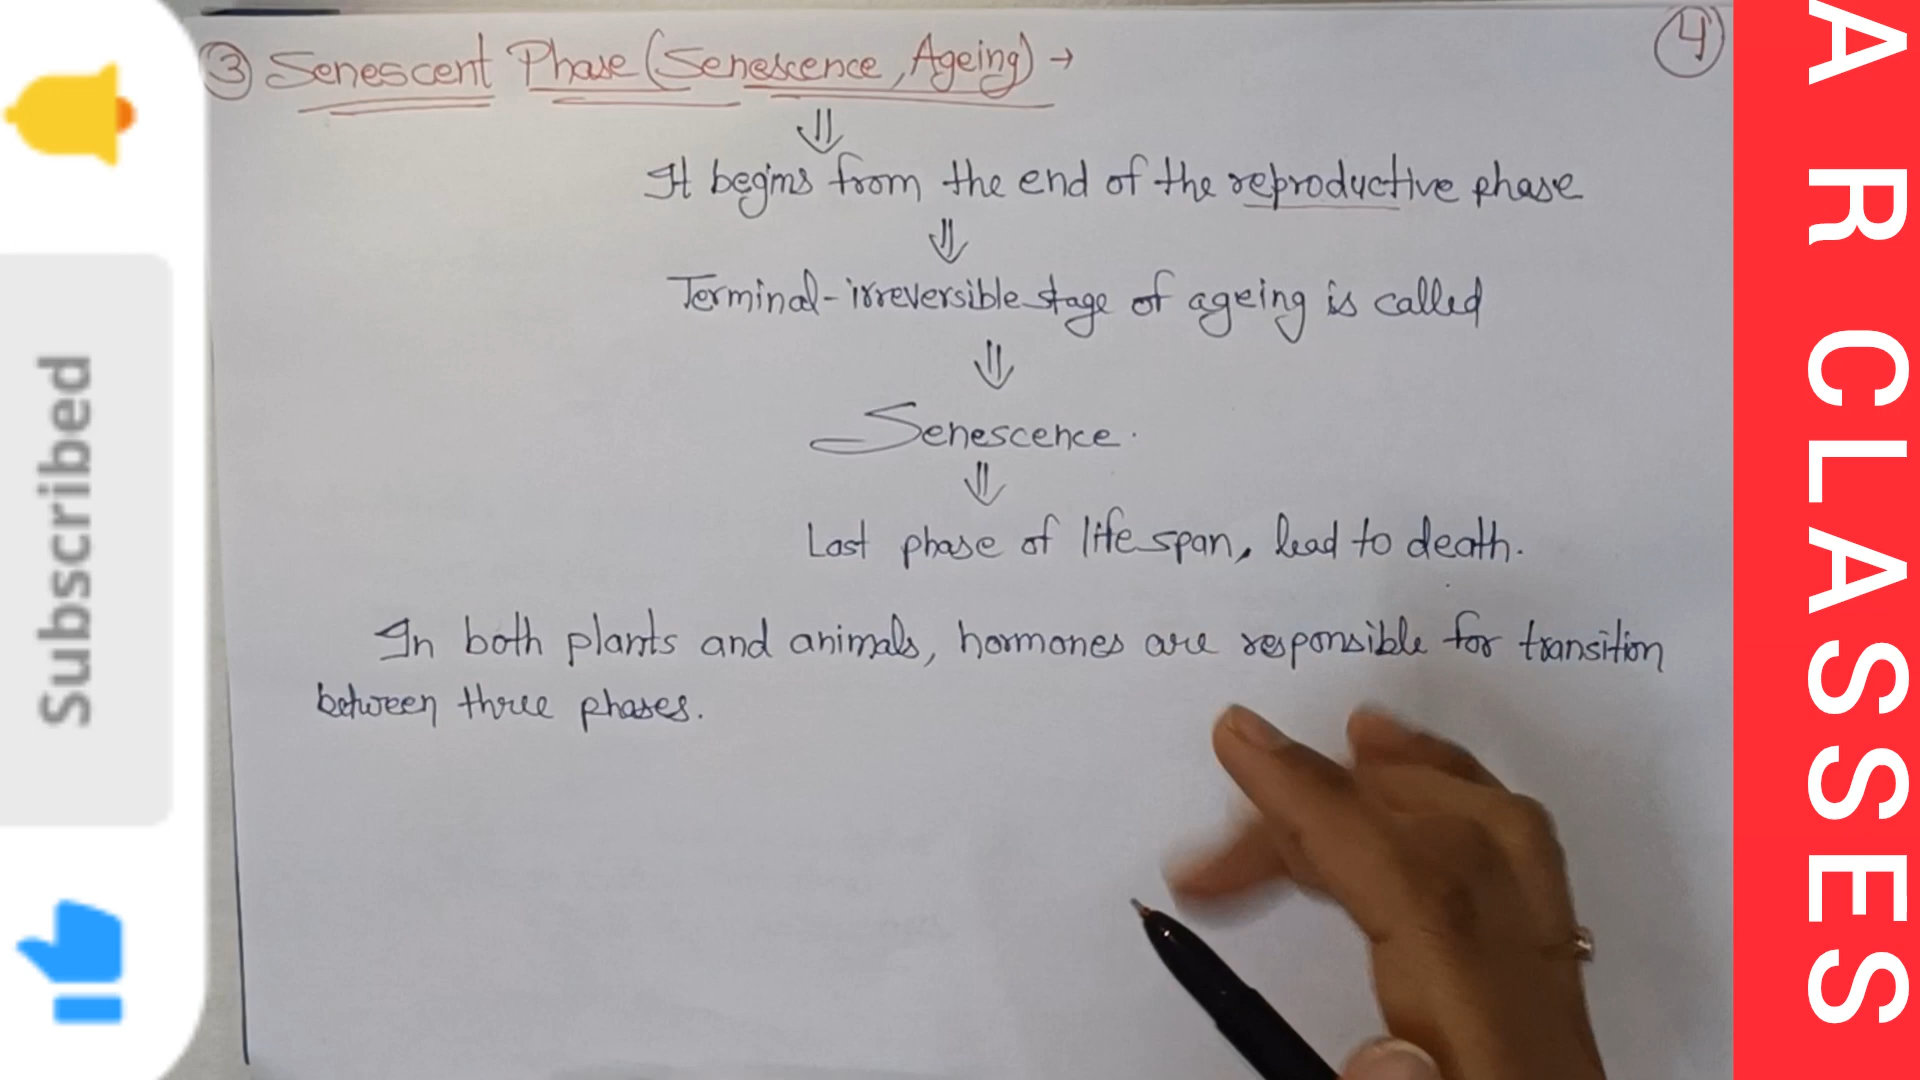 ③ Senescent Phase (Senescence, Ageing) →
④
⇓
It begins from the end of the reproductive phase
⇓
Terminal-irreversible stage of ageing is called
⇓
Senescence.
⇓
Last phase of life span, lead to death.
In both plants and animals, hormones are responsible for transition
between three phases.
Subscribed
A R CLASSES